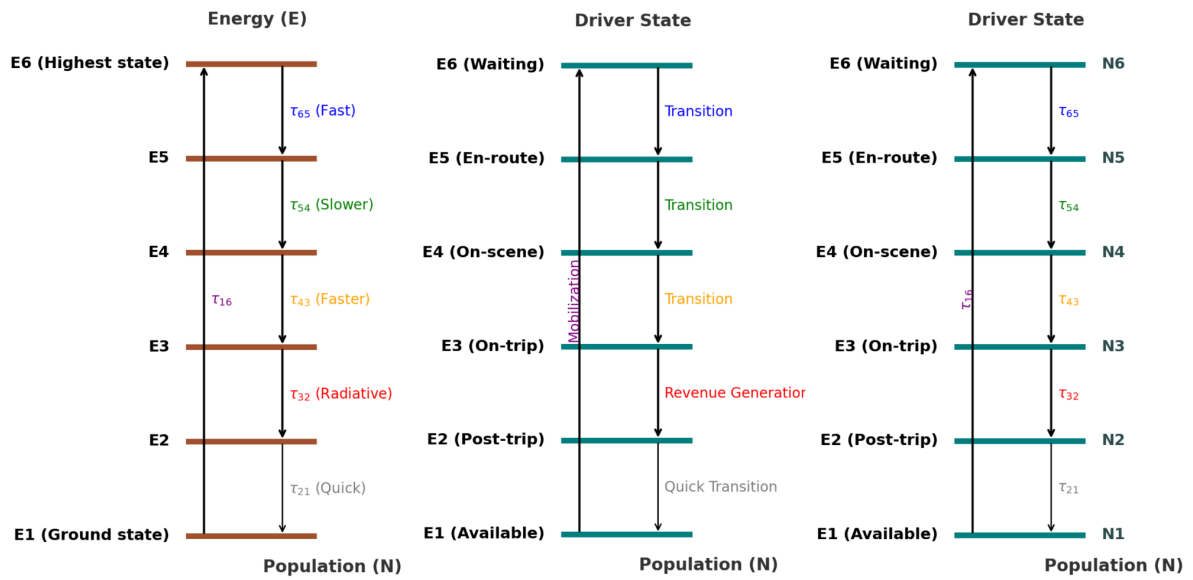 Energy (E)
E6 (Highest state)
τ65 (Fast)
E5
τ54 (Slower)
E4
τ16
τ43 (Faster)
E3
τ32 (Radiative)
E2
τ21 (Quick)
E1 (Ground state)
Population (N)
Driver State
E6 (Waiting)
Transition
E5 (En-route)
Transition
E4 (On-scene)
Mobilization
Transition
E3 (On-trip)
Revenue Generation
E2 (Post-trip)
Quick Transition
E1 (Available)
Population (N)
Driver State
E6 (Waiting)
N6
τ65
E5 (En-route)
N5
τ54
E4 (On-scene)
N4
τ16
τ43
E3 (On-trip)
N3
τ32
E2 (Post-trip)
N2
τ21
E1 (Available)
N1
Population (N)